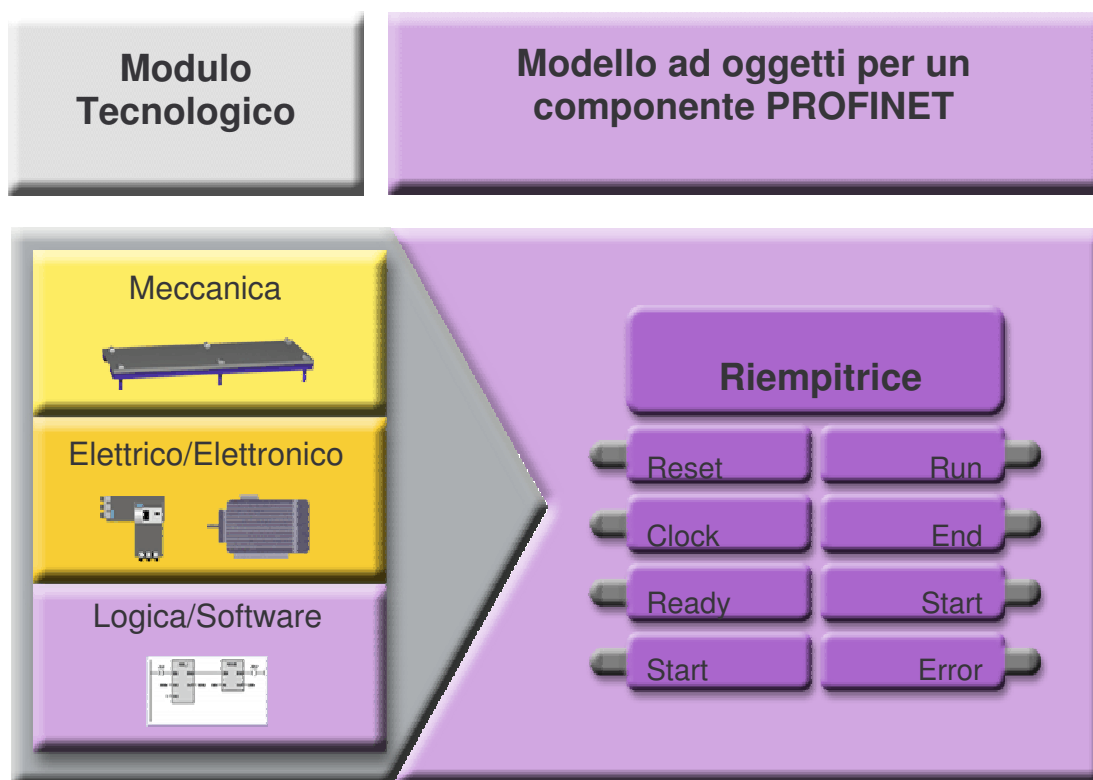 Modulo
Tecnologico
Modello ad oggetti per un
componente PROFINET
Meccanica
Elettrico/Elettronico
Logica/Software
Riempitrice
Reset
Run
Clock
End
Ready
Start
Start
Error